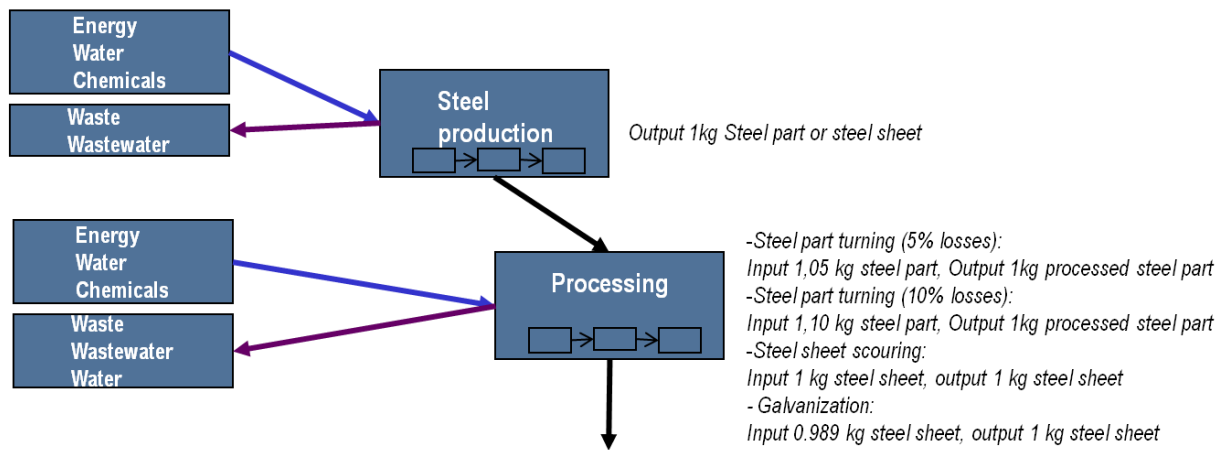 Energy
Water
Chemicals
Waste
Wastewater
Steel
production
Output 1kg Steel part or steel sheet
Energy
Water
Chemicals
Waste
Wastewater
Water
Processing
-Steel part turning (5% losses):
Input 1,05 kg steel part, Output 1kg processed steel part
-Steel part turning (10% losses):
Input 1,10 kg steel part, Output 1kg processed steel part
-Steel sheet scouring:
Input 1 kg steel sheet, output 1 kg steel sheet
- Galvanization:
Input 0.989 kg steel sheet, output 1 kg steel sheet